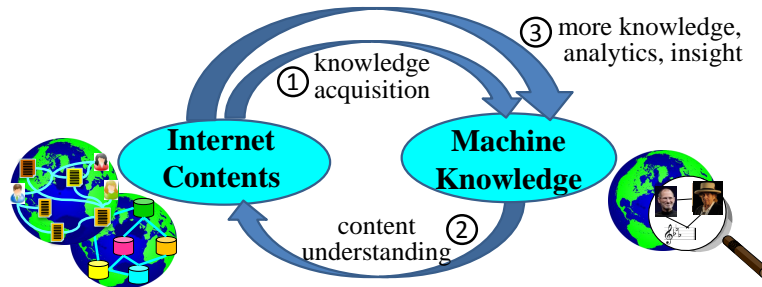 ③ more knowledge,
analytics, insight
① knowledge
acquisition
Internet
Contents
Machine
Knowledge
content
understanding ②